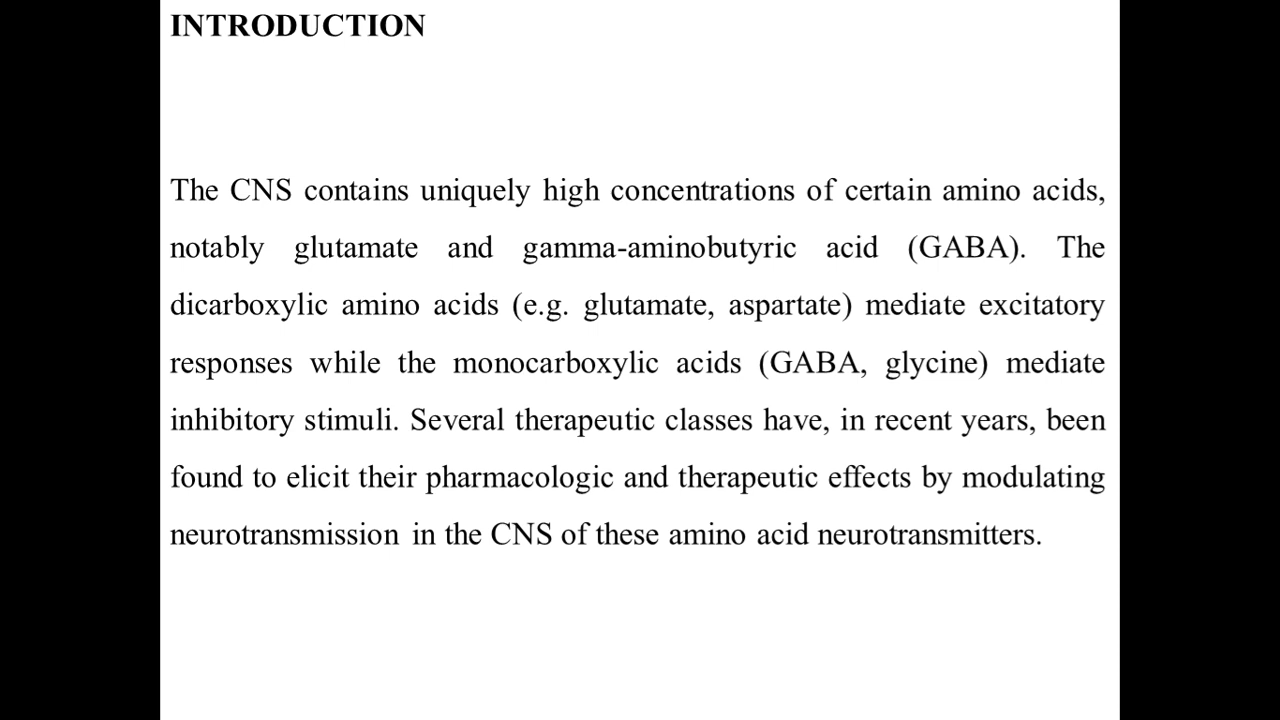 INTRODUCTION
The CNS contains uniquely high concentrations of certain amino acids,
notably glutamate and gamma-aminobutyric acid (GABA). The
dicarboxylic amino acids (e.g. glutamate, aspartate) mediate excitatory
responses while the monocarboxylic acids (GABA, glycine) mediate
inhibitory stimuli. Several therapeutic classes have, in recent years, been
found to elicit their pharmacologic and therapeutic effects by modulating
neurotransmission in the CNS of these amino acid neurotransmitters.